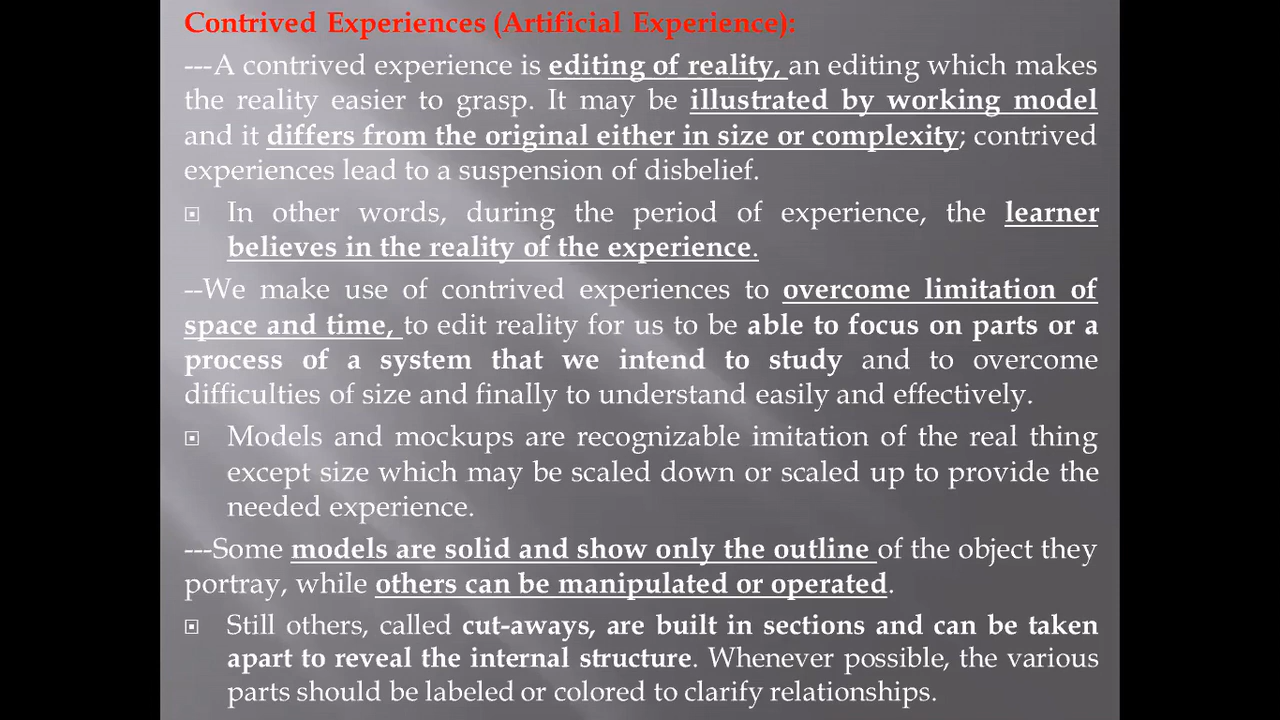 Contrived Experiences (Artificial Experience):
---A contrived experience is editing of reality, an editing which makes
the reality easier to grasp. It may be illustrated by working model
and it differs from the original either in size or complexity; contrived
experiences lead to a suspension of disbelief.
In other words, during the period of experience, the learner
believes in the reality of the experience.
--We make use of contrived experiences to overcome limitation of
space and time, to edit reality for us to be able to focus on parts or a
process of a system that we intend to study and to overcome
difficulties of size and finally to understand easily and effectively.
Models and mockups are recognizable imitation of the real thing
except size which may be scaled down or scaled up to provide the
needed experience.
---Some models are solid and show only the outline of the object they
portray, while others can be manipulated or operated.
Still others, called cut-aways, are built in sections and can be taken
apart to reveal the internal structure. Whenever possible, the various
parts should be labeled or colored to clarify relationships.